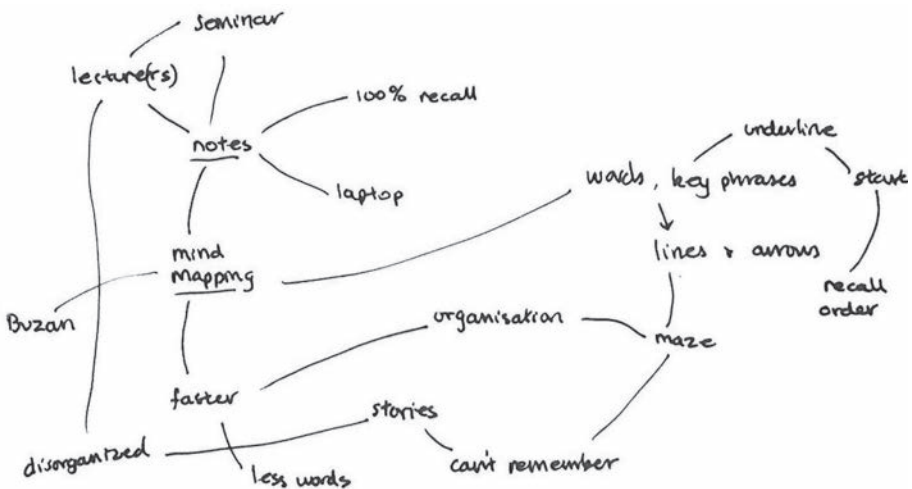 seminar
lecture(rs)
100% recall
notes
underline
laptop
words, key phrases
start
mind
mapping
lines & arrows
Buzan
recall
order
organisation
maze
faster
stories
disorganized
can't remember
less words